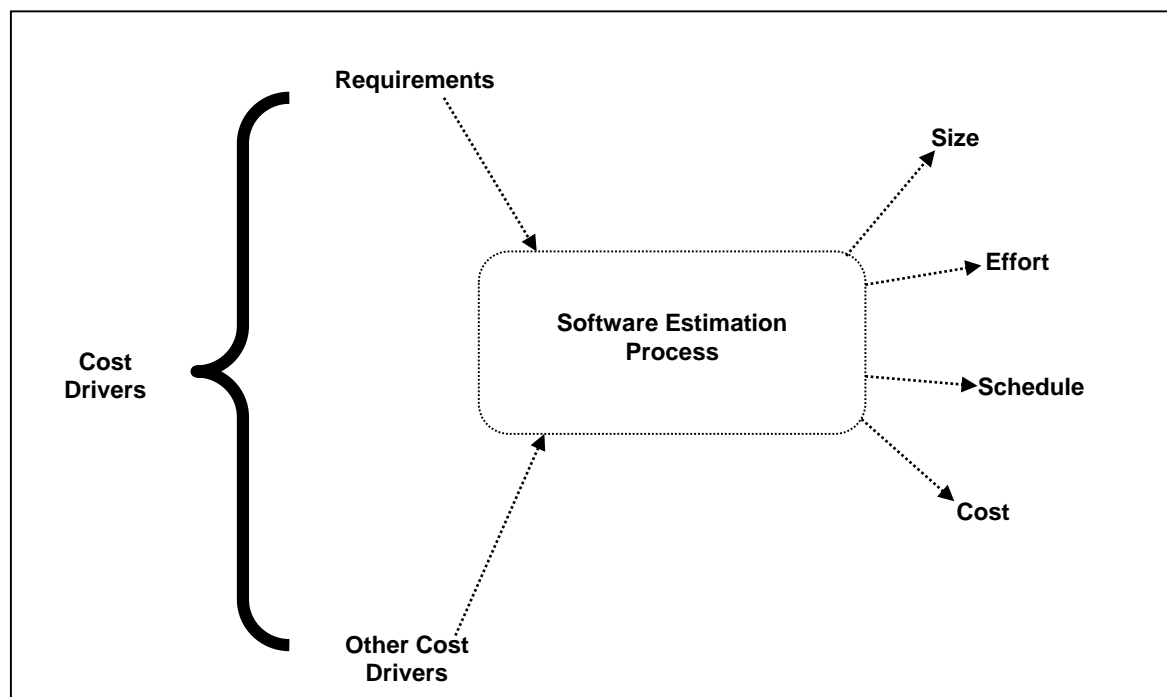 Requirements
Size
Effort
Software Estimation
Process
Cost
Drivers
Schedule
Cost
Other Cost
Drivers